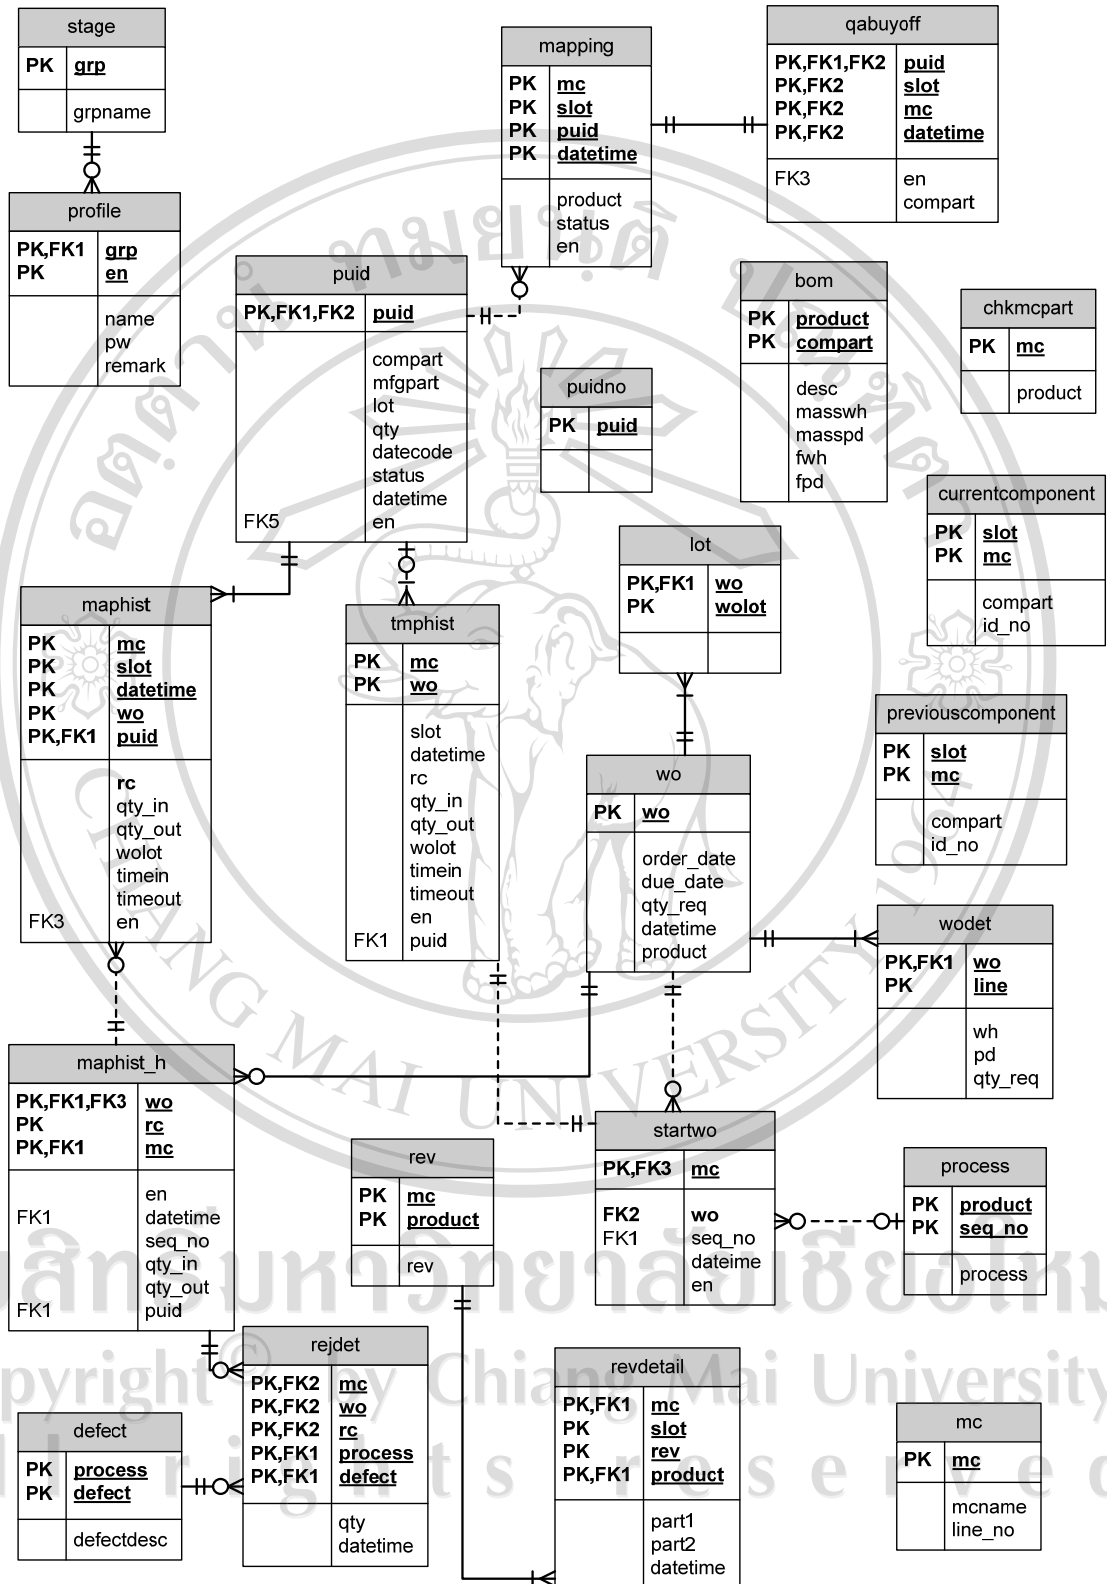 stage
PK grp
grpname
profile
PK,FK1 grp
PK en
name
pw
remark
mapping
PK mc
PK slot
PK puid
PK datetime
product
status
en
qabuyoff
PK,FK1,FK2 puid
PK,FK2 slot
PK,FK2 mc
PK,FK2 datetime
FK3 en
compart
puid
PK,FK1,FK2 puid
compart
mfgpart
lot
qty
datecode
status
datetime
FK5 en
puidno
PK puid
bom
PK product
PK compart
desc
masswh
masspd
fwh
fpd
chkmcpart
PK mc
product
currentcomponent
PK slot
PK mc
compart
id_no
lot
PK,FK1 wo
PK wolot
maphist
PK mc
PK slot
PK datetime
PK wo
PK,FK1 puid
rc
qty_in
qty_out
wolot
timein
timeout
FK3 en
tmphist
PK mc
PK wo
slot
datetime
rc
qty_in
qty_out
wolot
timein
timeout
en
FK1 puid
wo
PK wo
order_date
due_date
qty_req
datetime
product
previouscomponent
PK slot
PK mc
compart
id_no
wodet
PK,FK1 wo
PK line
wh
pd
qty_req
maphist_h
PK,FK1,FK3 wo
PK rc
PK,FK1 mc
en
FK1 datetime
seq_no
qty_in
qty_out
FK1 puid
rev
PK mc
PK product
rev
startwo
PK,FK3 mc
FK2 wo
FK1 seq_no
dateime
en
process
PK product
PK seq_no
process
rejdet
PK,FK2 mc
PK,FK2 wo
PK,FK2 rc
PK,FK1 process
PK,FK1 defect
qty
datetime
defect
PK process
PK defect
defectdesc
revdetail
PK,FK1 mc
PK slot
PK rev
PK,FK1 product
part1
part2
datetime
mc
PK mc
mcname
line_no
CHIANG MAI UNIVERSITY 1964
pyright © by Chiang Mai University
rights reserved